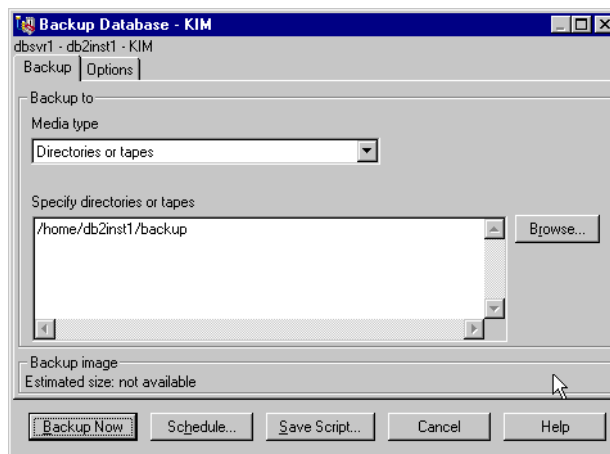 Backup Database - KIM
dbsvr1 - db2inst1 - KIM
Backup
Options
Backup to
Media type
Directories or tapes
Specify directories or tapes
/home/db2inst1/backup
Browse...
Backup image
Estimated size: not available
Backup Now
Schedule...
Save Script...
Cancel
Help